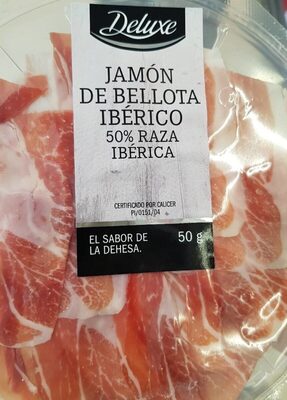 Deluxe
JAMÓN
DE BELLOTA
IBÉRICO
50% RAZA
IBÉRICA
CERTIFICADO POR CALICER
PI/0151/04
EL SABOR DE
LA DEHESA.
50 g